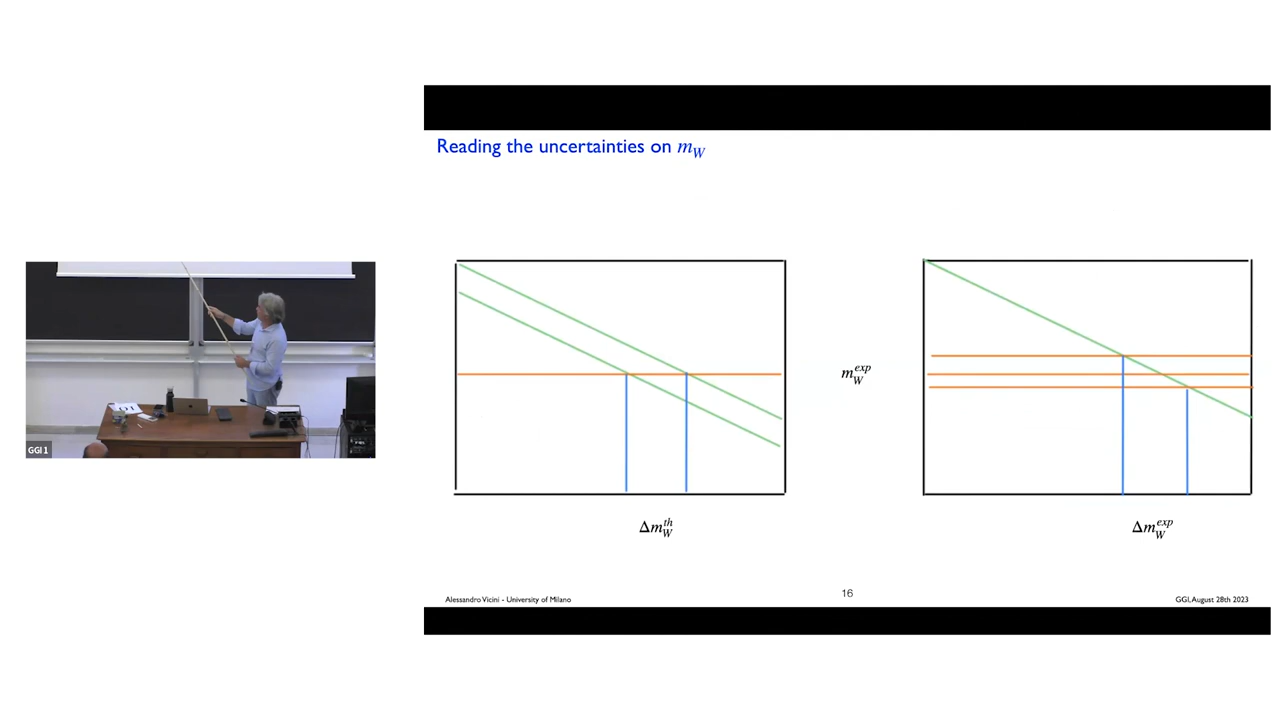 Reading the uncertainties on m_W
m_W^exp
Δm_W^th
Δm_W^exp
GGI 1
Alessandro Vicini - University of Milano
16
GGI, August 28th 2023